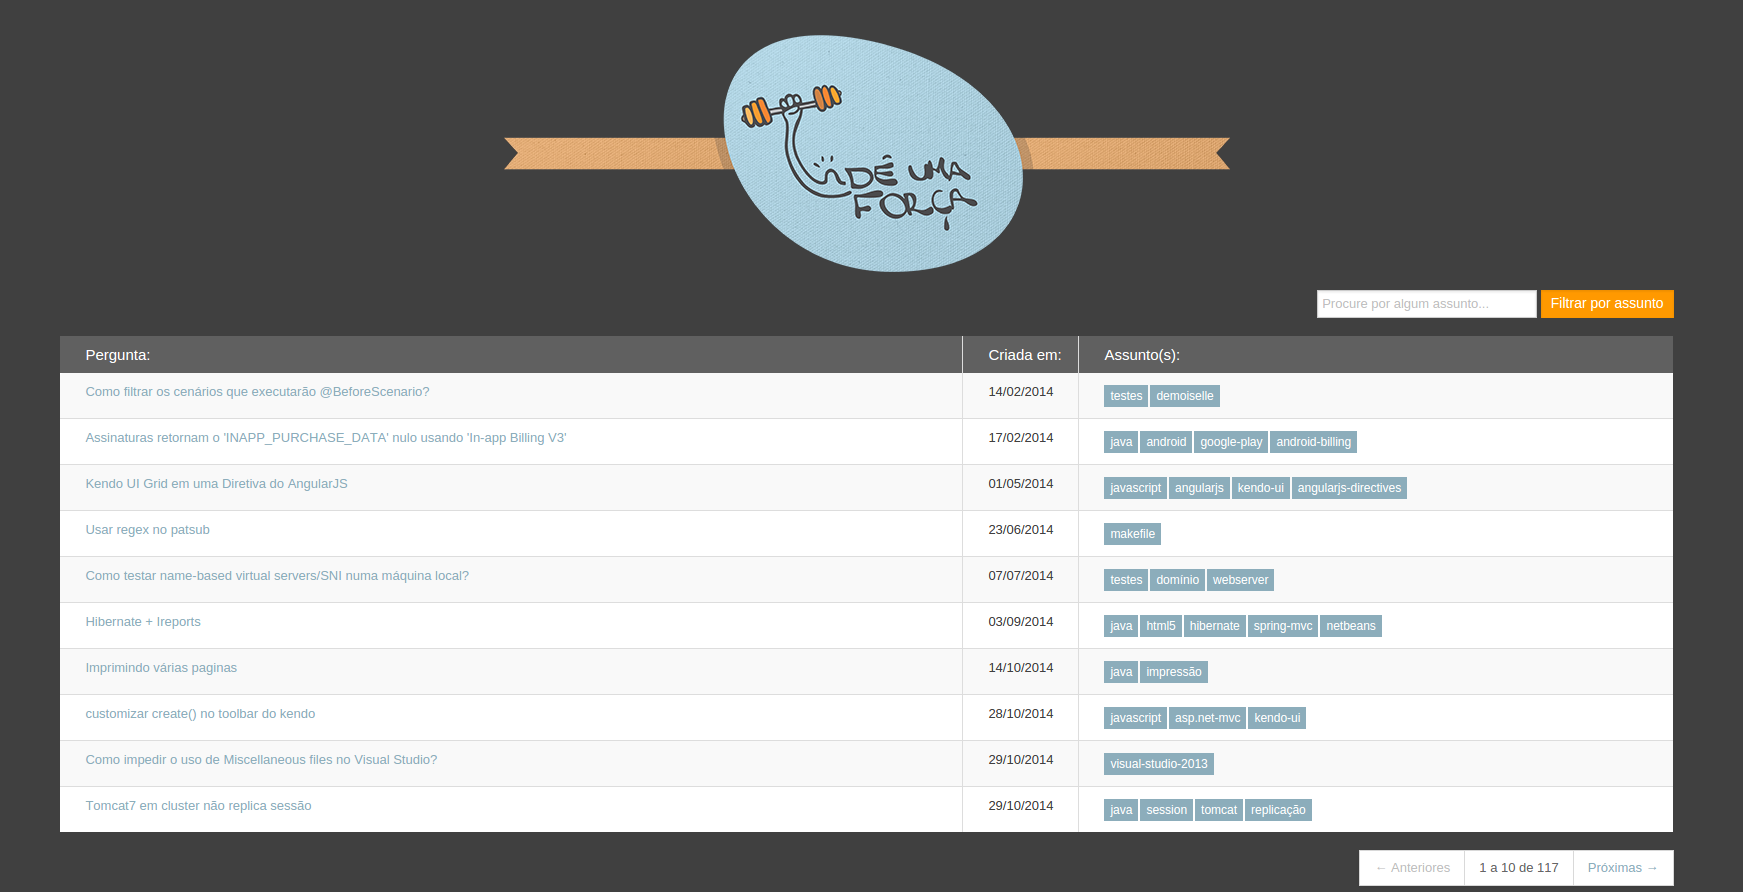 DÊ UMA
FORÇA
Procure por algum assunto... Filtrar por assunto
Pergunta: Criada em: Assunto(s):
Como filtrar os cenários que executarão @BeforeScenario? 14/02/2014 testes demoiselle
Assinaturas retornam o 'INAPP_PURCHASE_DATA' nulo usando 'In-app Billing V3' 17/02/2014 java android google-play android-billing
Kendo UI Grid em uma Diretiva do AngularJS 01/05/2014 javascript angularjs kendo-ui angularjs-directives
Usar regex no patsub 23/06/2014 makefile
Como testar name-based virtual servers/SNI numa máquina local? 07/07/2014 testes domínio webserver
Hibernate + Ireports 03/09/2014 java html5 hibernate spring-mvc netbeans
Imprimindo várias paginas 14/10/2014 java impressão
customizar create() no toolbar do kendo 28/10/2014 javascript asp.net-mvc kendo-ui
Como impedir o uso de Miscellaneous files no Visual Studio? 29/10/2014 visual-studio-2013
Tomcat7 em cluster não replica sessão 29/10/2014 java session tomcat replicação
← Anteriores 1 a 10 de 117 Próximas →